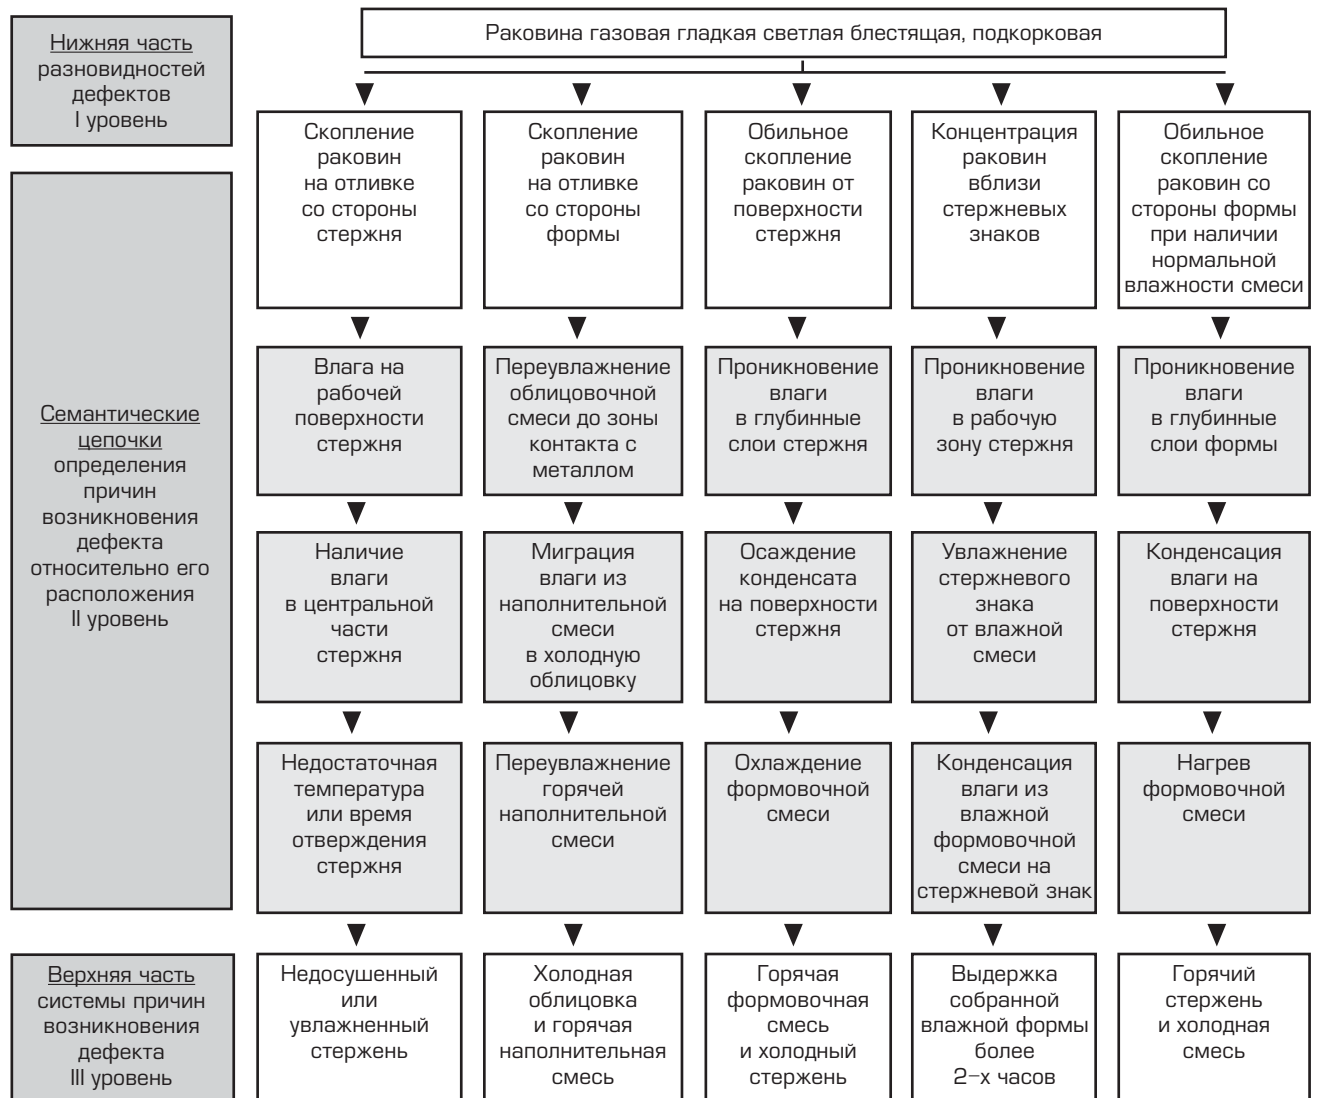 Нижняя часть
разновидностей
дефектов
I уровень
Раковина газовая гладкая светлая блестящая, подкорковая
Скопление
раковин
на отливке
со стороны
стержня
Скопление
раковин
на отливке
со стороны
формы
Обильное
скопление
раковин от
поверхности
стержня
Концентрация
раковин
вблизи
стержневых
знаков
Обильное
скопление
раковин со
стороны формы
при наличии
нормальной
влажности смеси
Семантические
цепочки
определения
причин
возникновения
дефекта
относительно его
расположения
II уровень
Влага на
рабочей
поверхности
стержня
Переувлажнение
облицовочной
смеси до зоны
контакта с
металлом
Проникновение
влаги
в глубинные
слои стержня
Проникновение
влаги
в рабочую
зону стержня
Проникновение
влаги
в глубинные
слои формы
Наличие
влаги
в центральной
части
стержня
Миграция
влаги из
наполнительной
смеси
в холодную
облицовку
Осаждение
конденсата
на поверхности
стержня
Увлажнение
стержневого
знака
от влажной
смеси
Конденсация
влаги на
поверхности
стержня
Недостаточная
температура
или время
отверждения
стержня
Переувлажнение
горячей
наполнительной
смеси
Охлаждение
формовочной
смеси
Конденсация
влаги из
влажной
формовочной
смеси на
стержневой знак
Нагрев
формовочной
смеси
Верхняя часть
системы причин
возникновения
дефекта
III уровень
Недосушенный
или
увлажненный
стержень
Холодная
облицовка
и горячая
наполнительная
смесь
Горячая
формовочная
смесь
и холодный
стержень
Выдержка
собранной
влажной формы
более
2-х часов
Горячий
стержень
и холодная
смесь